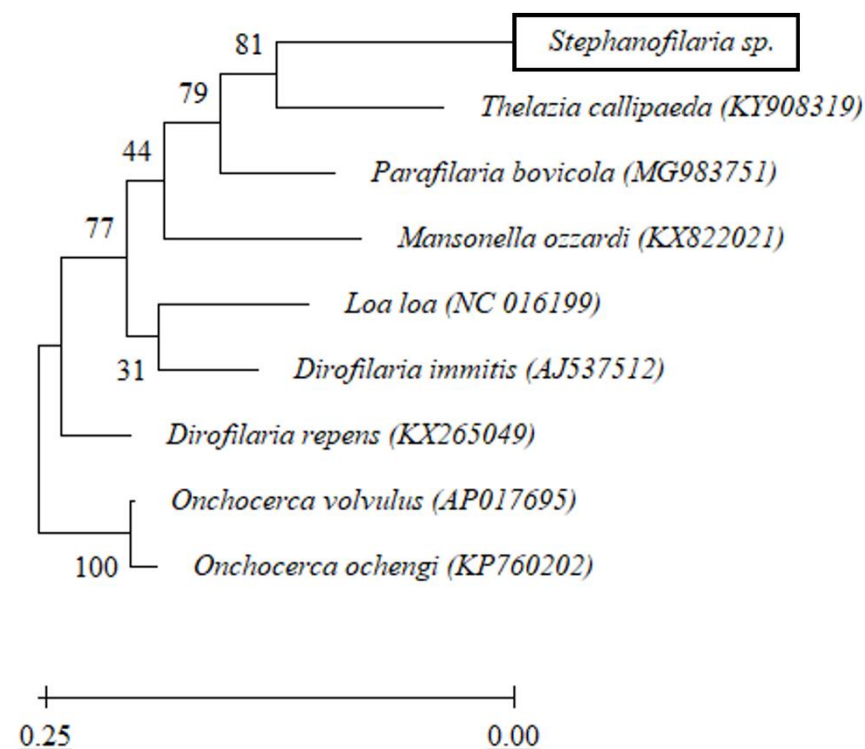 81
Stephanofilaria sp.
79
Thelazia callipaeda (KY908319)
44
Parafilaria bovicola (MG983751)
77
Mansonella ozzardi (KX822021)
Loa loa (NC 016199)
31
Dirofilaria immitis (AJ537512)
Dirofilaria repens (KX265049)
Onchocerca volvulus (AP017695)
100
Onchocerca ochengi (KP760202)
0.25
0.00